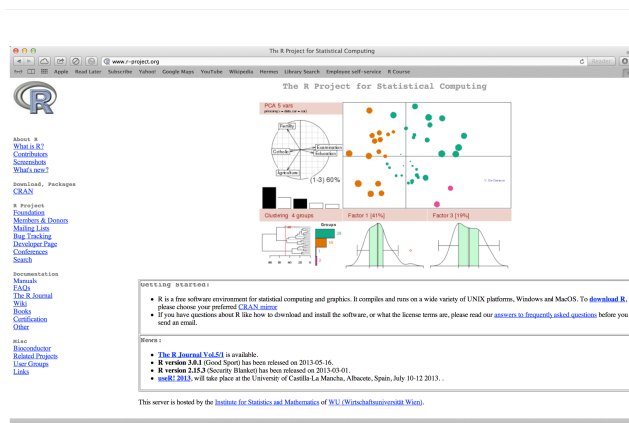 The R Project for Statistical Computing
www.r-project.org
Reader
Apple Read Later Subscribe Yahoo! Google Maps YouTube Wikipedia Hermes Library Search Employee self-service R Course
R
The R Project for Statistical Computing
PCA 5 vars
Fertility
Examination
Catholic
Education
Agriculture
(1-3) 60%
Clustering 4 groups
Factor 1 [41%]
Factor 3 [19%]
Groups
About R
What is R?
Contributors
Screenshots
What's new?
Download, Packages
CRAN
R Project
Foundation
Members & Donors
Mailing Lists
Bug Tracking
Developer Page
Conferences
Search
Documentation
Manuals
FAQs
The R Journal
Wiki
Books
Certification
Other
Misc
Bioconductor
Related Projects
User Groups
Links
Getting Started:
R is a free software environment for statistical computing and graphics. It compiles and runs on a wide variety of UNIX platforms, Windows and MacOS. To download R,
please choose your preferred CRAN mirror
If you have questions about R like how to download and install the software, or what the license terms are, please read our answers to frequently asked questions before you
send an email.
News:
The R Journal Vol.5/1 is available.
R version 3.0.1 (Good Sport) has been released on 2013-05-16.
R version 2.15.3 (Security Blanket) has been released on 2013-03-01.
useR! 2013, will take place at the University of Castilla-La Mancha, Albacete, Spain, July 10-12 2013. .
This server is hosted by the Institute for Statistics and Mathematics of WU (Wirtschaftsuniversität Wien).